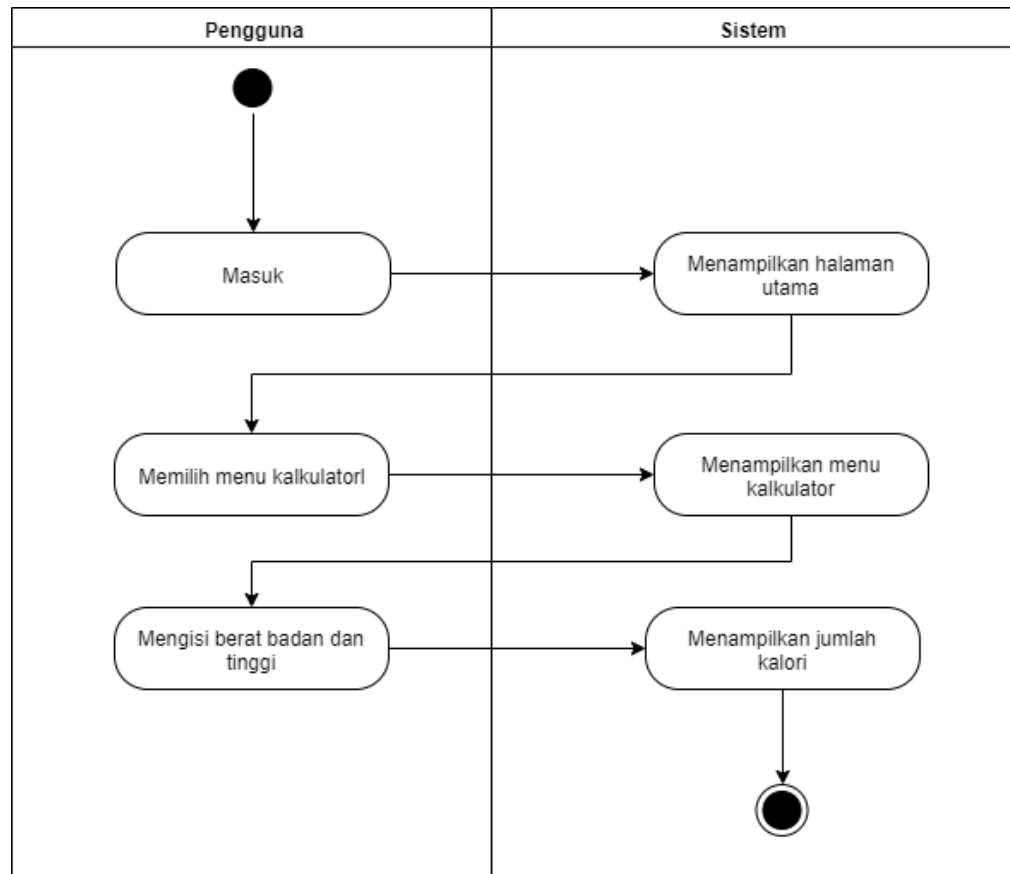 Pengguna
Sistem
Masuk
Menampilkan halaman
utama
Memilih menu kalkulatorl
Menampilkan menu
kalkulator
Mengisi berat badan dan
tinggi
Menampilkan jumlah
kalori